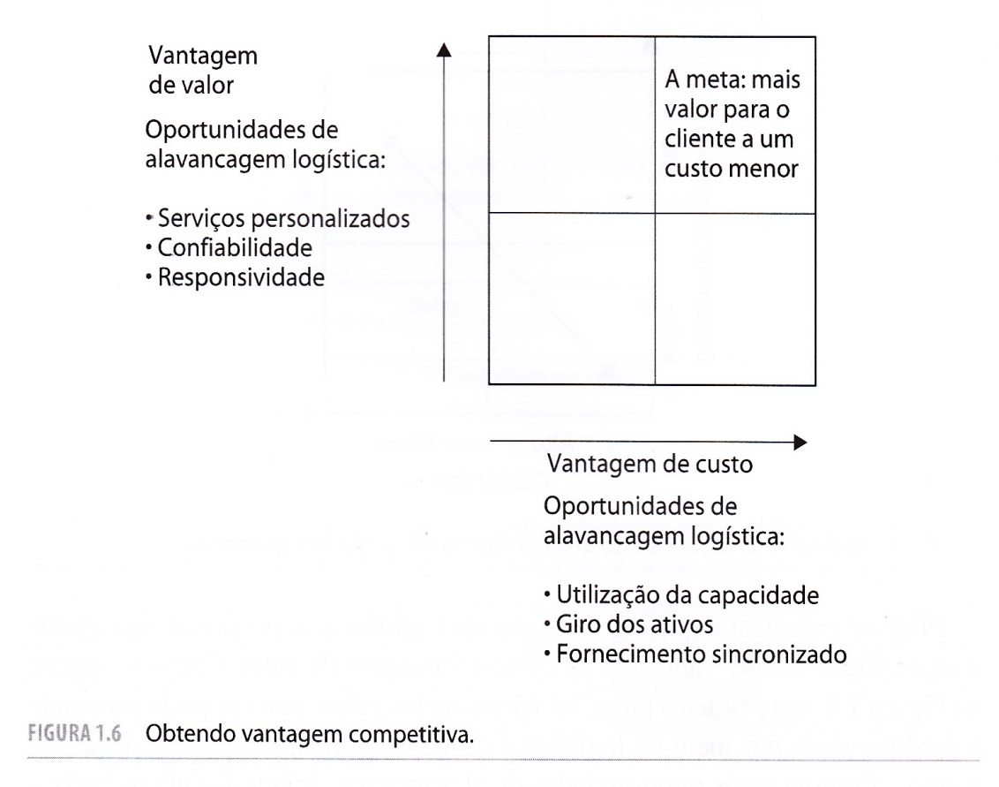 Vantagem
de valor
Oportunidades de
alavancagem logística:
• Serviços personalizados
• Confiabilidade
• Responsividade
A meta: mais
valor para o
cliente a um
custo menor
Vantagem de custo
Oportunidades de
alavancagem logística:
• Utilização da capacidade
• Giro dos ativos
• Fornecimento sincronizado
FIGURA 1.6 Obtendo vantagem competitiva.